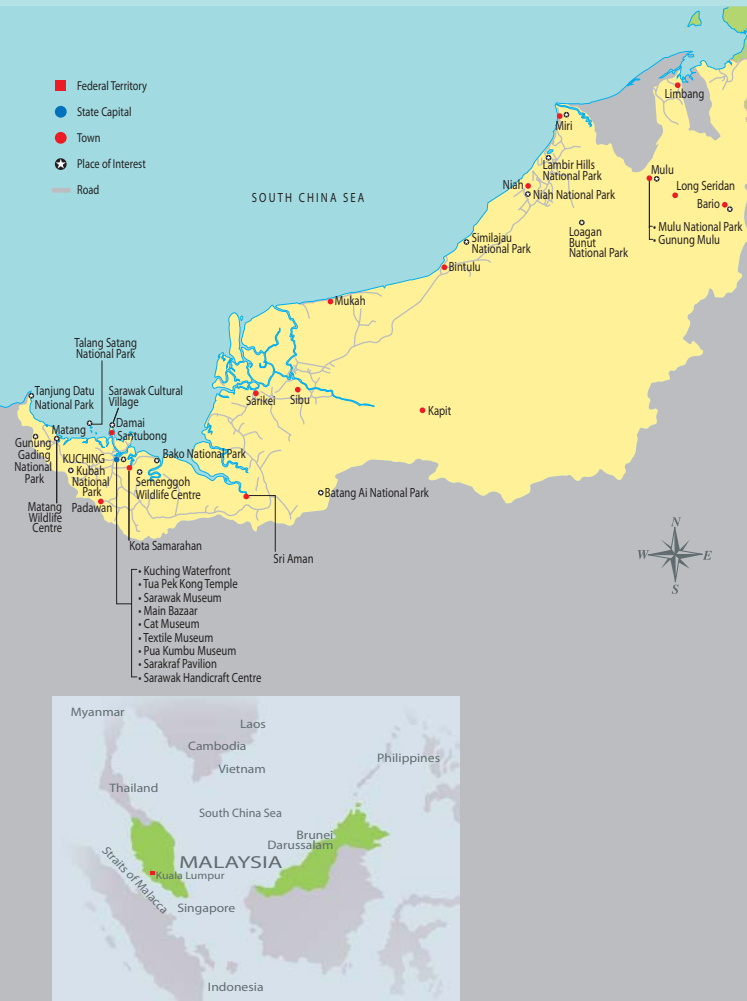 Federal Territory
State Capital
Town
Place of Interest
Road
SOUTH CHINA SEA
Limbang
Miri
Lambir Hills
National Park
Niah
Niah National Park
Mulu
Long Seridan
Bario
• Mulu National Park
• Gunung Mulu
Loagan
Bunut
National Park
Similajau
National Park
Bintulu
Mukah
Talang Satang
National Park
Tanjung Datu
National Park
Sarawak Cultural
Village
Damai
Santubong
Matang
Sarikei
Sibu
Kapit
Gunung
Gading
National
Park
KUCHING
Kubah
National
Park
Bako National Park
Semenggoh
Wildlife Centre
Padawan
Matang
Wildlife
Centre
Batang Ai National Park
Kota Samarahan
Sri Aman
• Kuching Waterfront
• Tua Pek Kong Temple
• Sarawak Museum
• Main Bazaar
• Cat Museum
• Textile Museum
• Pua Kumbu Museum
• Sarakraf Pavilion
• Sarawak Handicraft Centre
N
W
E
S
Myanmar
Laos
Cambodia
Vietnam
Philippines
Thailand
South China Sea
Brunei
Darussalam
MALAYSIA
Kuala Lumpur
Straits of Malacca
Singapore
Indonesia